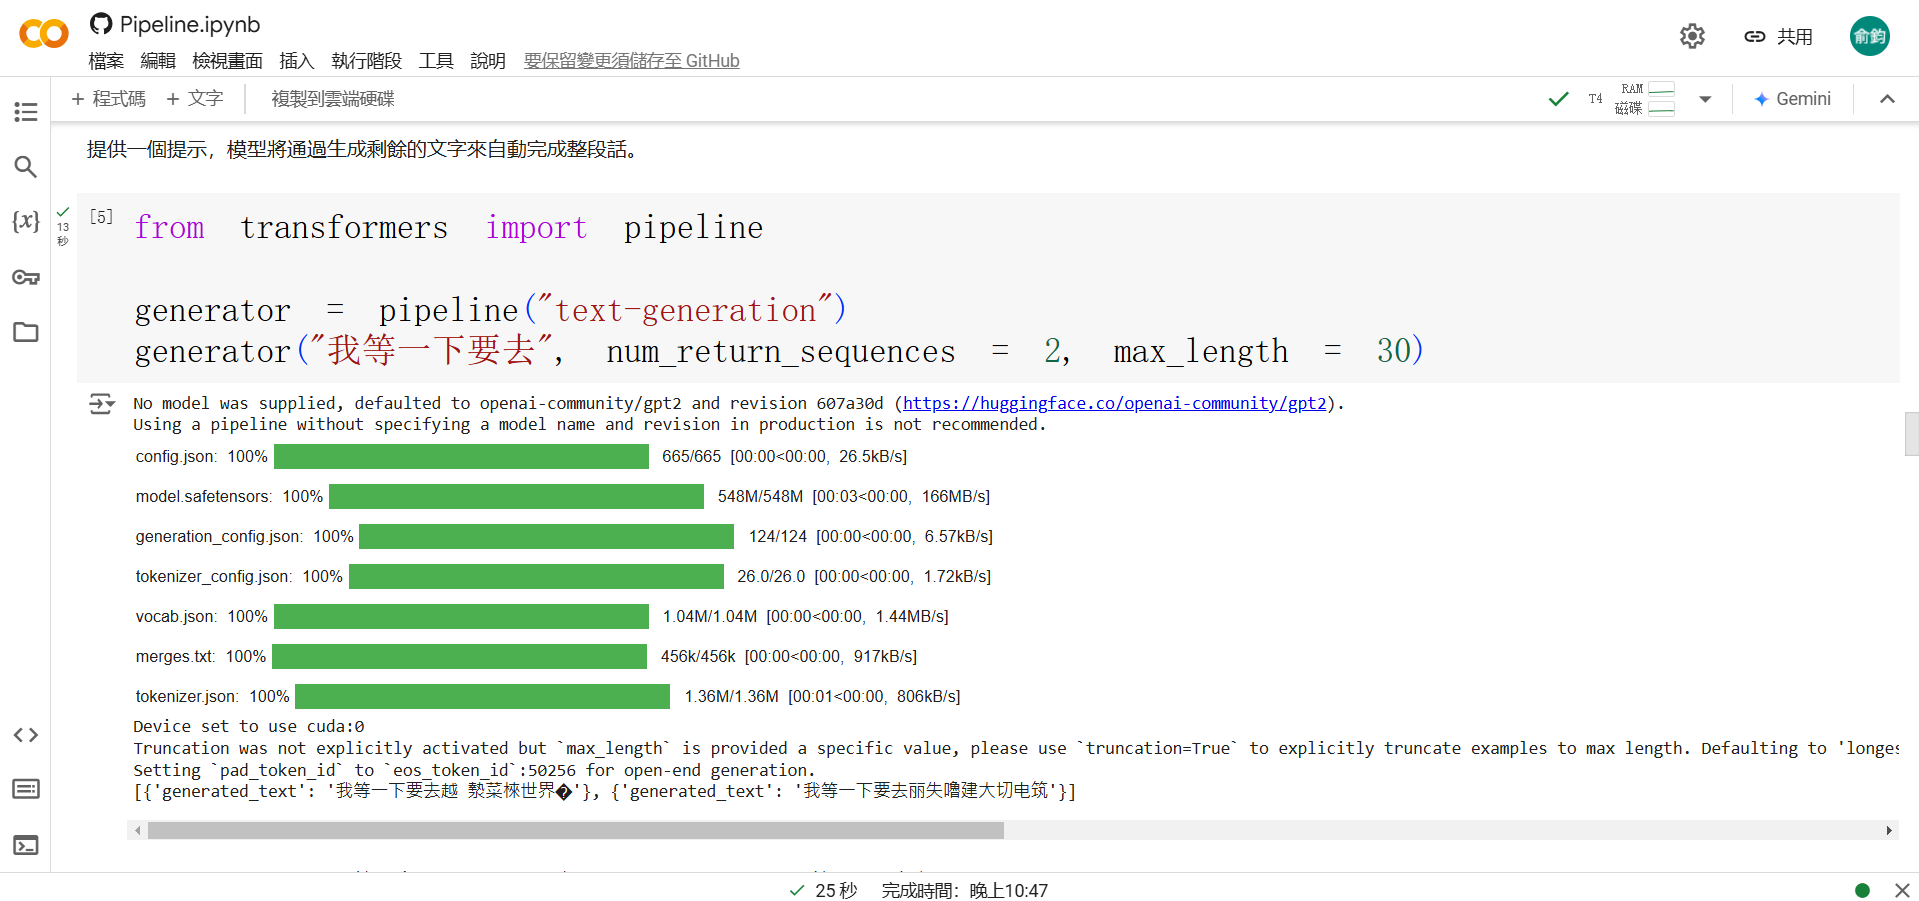 Pipeline.ipynb
檔案 編輯 檢視畫面 插入 執行階段 工具 說明 要保留變更須儲存至 GitHub
共用
俞鈞
+ 程式碼 + 文字 複製到雲端硬碟
T4 RAM 磁碟 Gemini
提供一個提示，模型將通過生成剩餘的文字來自動完成整段話。
13 秒
[5] from transformers import pipeline
generator = pipeline("text-generation")
generator("我等一下要去", num_return_sequences = 2, max_length = 30)
No model was supplied, defaulted to openai-community/gpt2 and revision 607a30d (https://huggingface.co/openai-community/gpt2).
Using a pipeline without specifying a model name and revision in production is not recommended.
config.json: 100% 665/665 [00:00<00:00, 26.5kB/s]
model.safetensors: 100% 548M/548M [00:03<00:00, 166MB/s]
generation_config.json: 100% 124/124 [00:00<00:00, 6.57kB/s]
tokenizer_config.json: 100% 26.0/26.0 [00:00<00:00, 1.72kB/s]
vocab.json: 100% 1.04M/1.04M [00:00<00:00, 1.44MB/s]
merges.txt: 100% 456k/456k [00:00<00:00, 917kB/s]
tokenizer.json: 100% 1.36M/1.36M [00:01<00:00, 806kB/s]
Device set to use cuda:0
Truncation was not explicitly activated but `max_length` is provided a specific value, please use `truncation=True` to explicitly truncate examples to max length. Defaulting to 'longes
Setting `pad_token_id` to `eos_token_id`:50256 for open-end generation.
[{'generated_text': '我等一下要去越 菜世界�'}, {'generated_text': '我等一下要去丽失噜建大切电筑'}]
25 秒 完成時間：晚上10:47